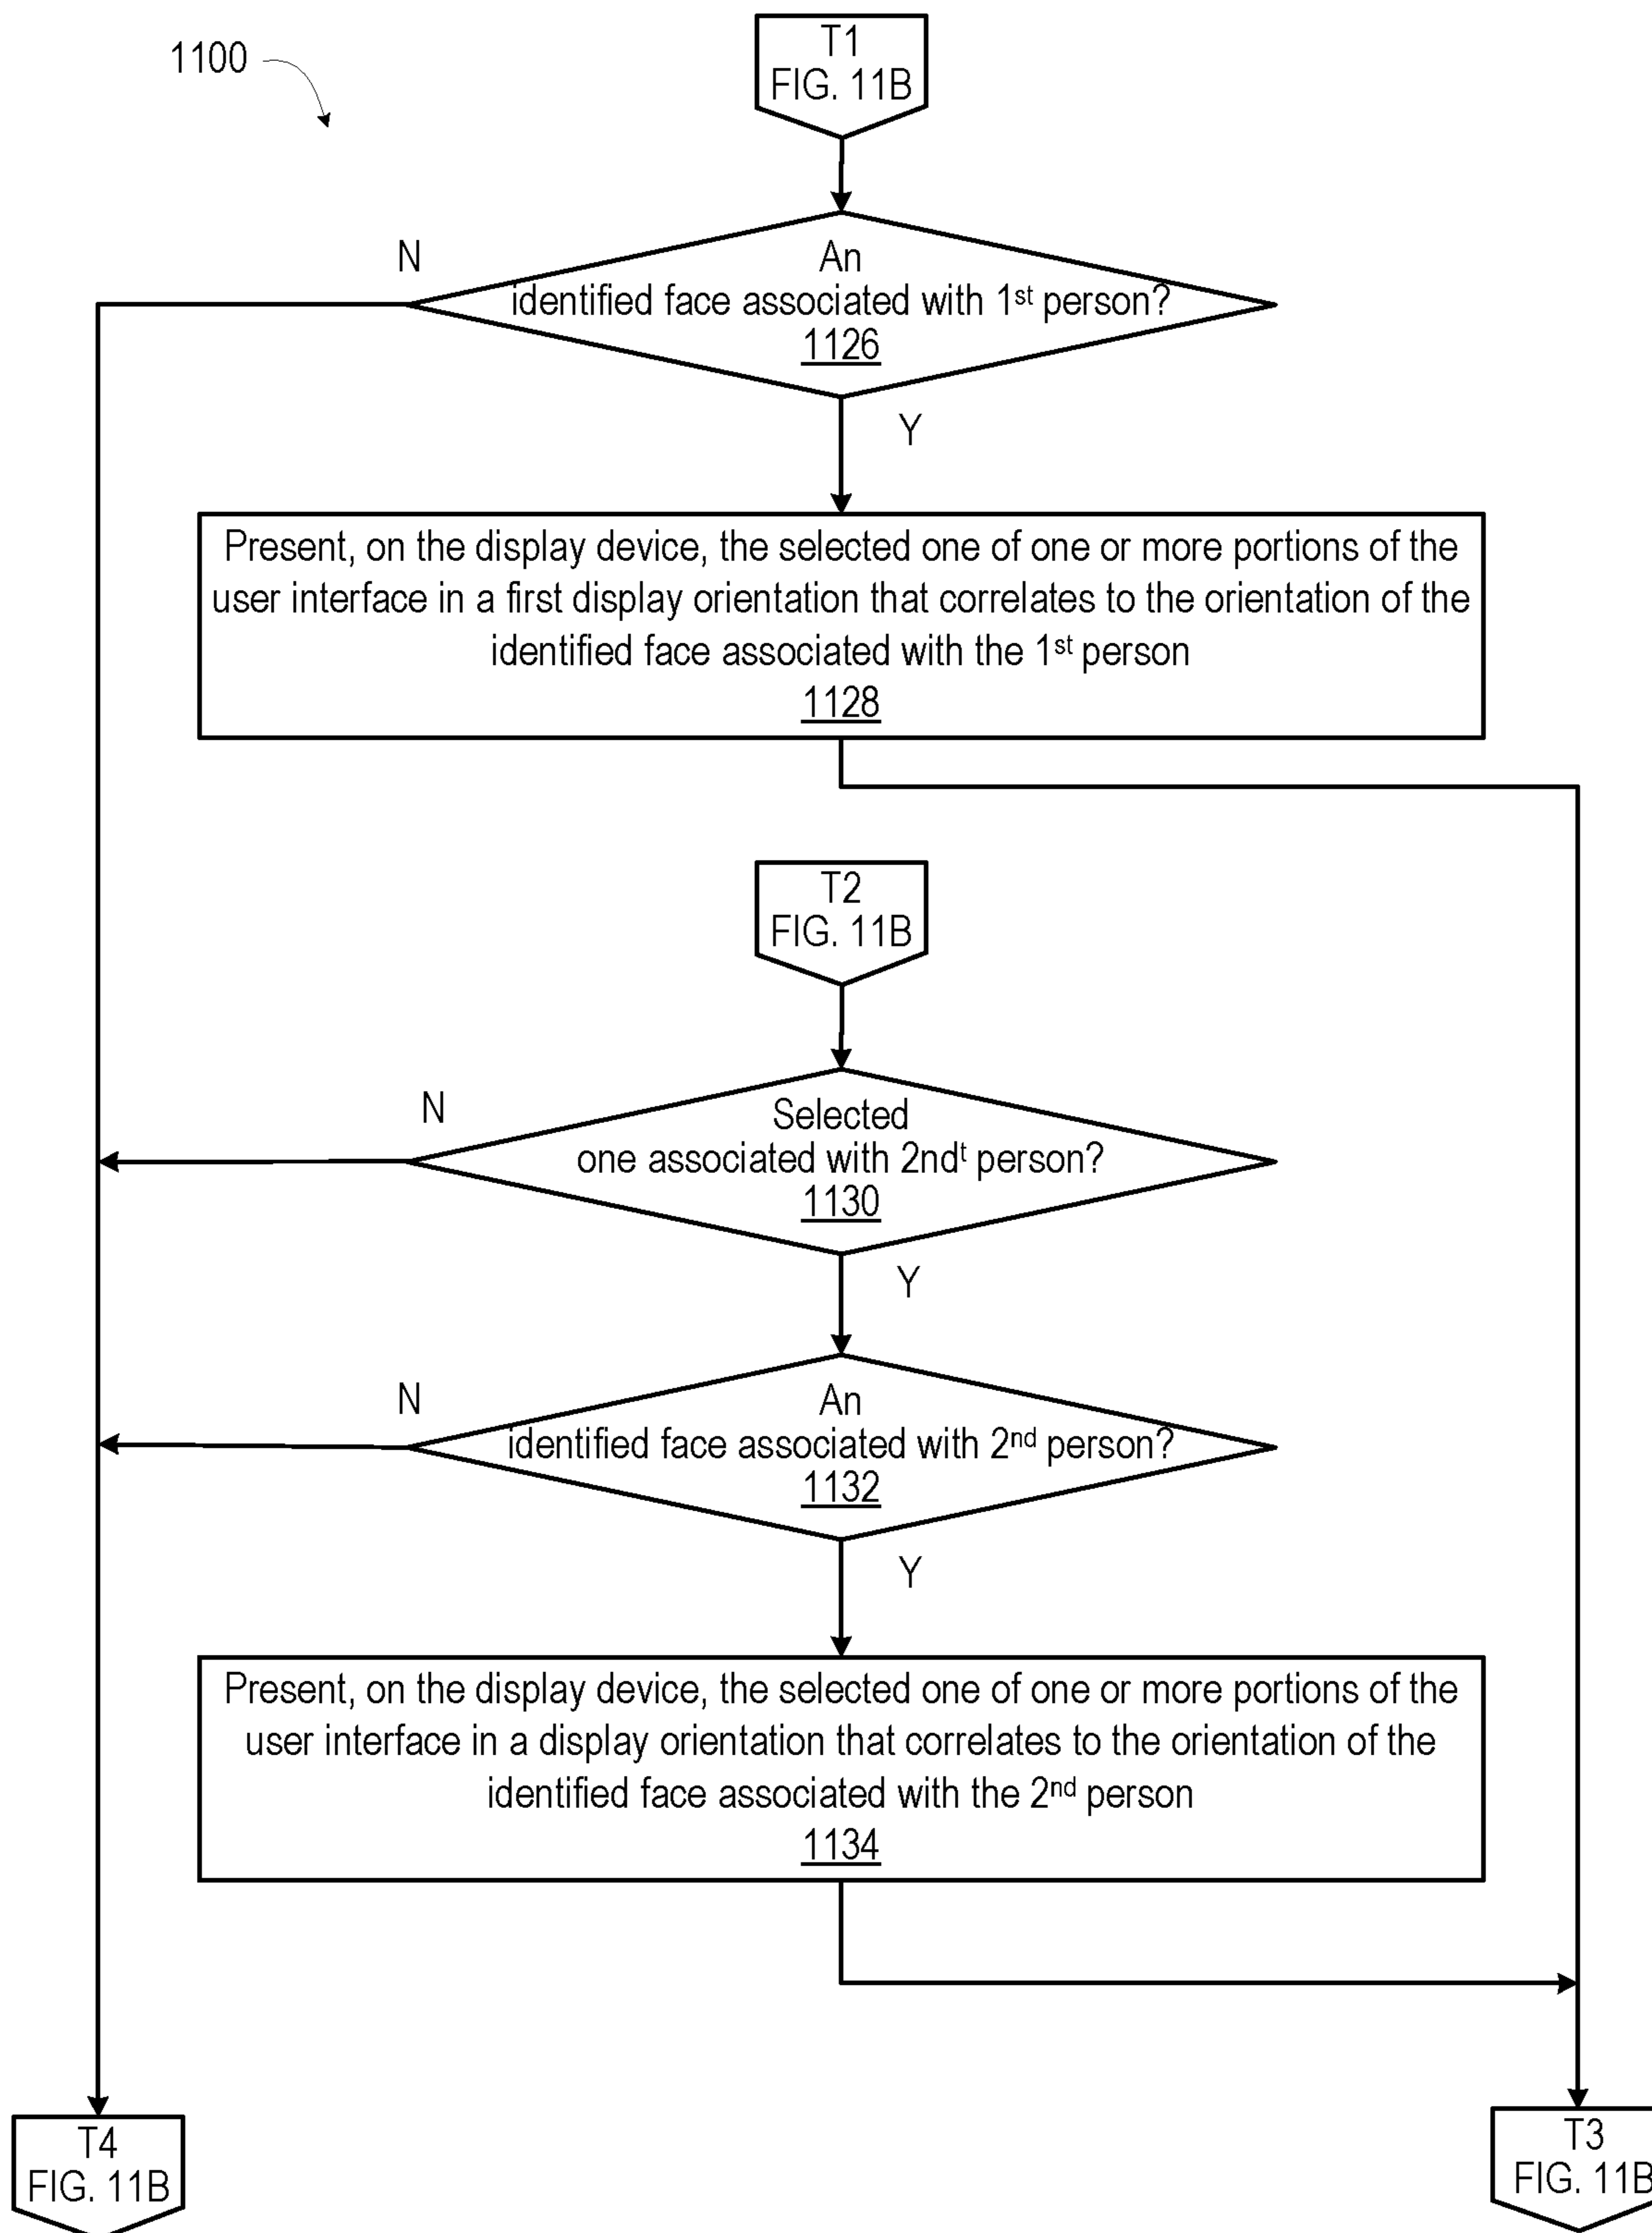 1100
T1
FIG. 11B
N
An
identified face associated with 1st person?
1126
Y
Present, on the display device, the selected one of one or more portions of the
user interface in a first display orientation that correlates to the orientation of the
identified face associated with the 1st person
1128
T2
FIG. 11B
N
Selected
one associated with 2ndt person?
1130
Y
N
An
identified face associated with 2nd person?
1132
Y
Present, on the display device, the selected one of one or more portions of the
user interface in a display orientation that correlates to the orientation of the
identified face associated with the 2nd person
1134
T4
FIG. 11B
T3
FIG. 11B